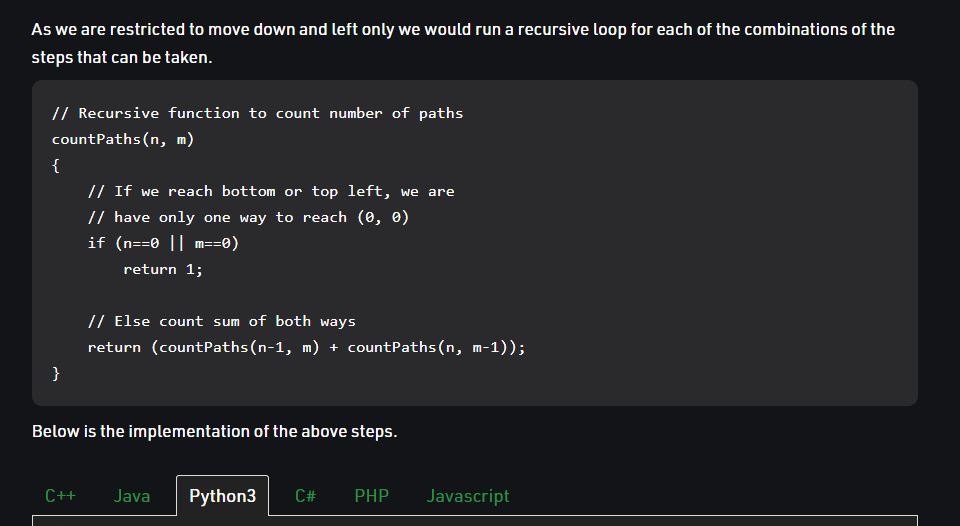 As we are restricted to move down and left only we would run a recursive loop for each of the combinations of the
steps that can be taken.
// Recursive function to count number of paths
countPaths(n, m)
{
    // If we reach bottom or top left, we are
    // have only one way to reach (0, 0)
    if (n==0 || m==0)
        return 1;

    // Else count sum of both ways
    return (countPaths(n-1, m) + countPaths(n, m-1));
}
Below is the implementation of the above steps.
C++ Java Python3 C# PHP Javascript